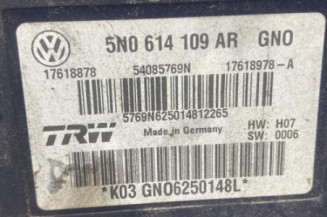 5N0 614 109 AR GNO
17618878 54085769N 17618978-A
5769N625014812265
TRW Made in Germany HW: H07
SW: 0006
*K03 GNO6250148L*